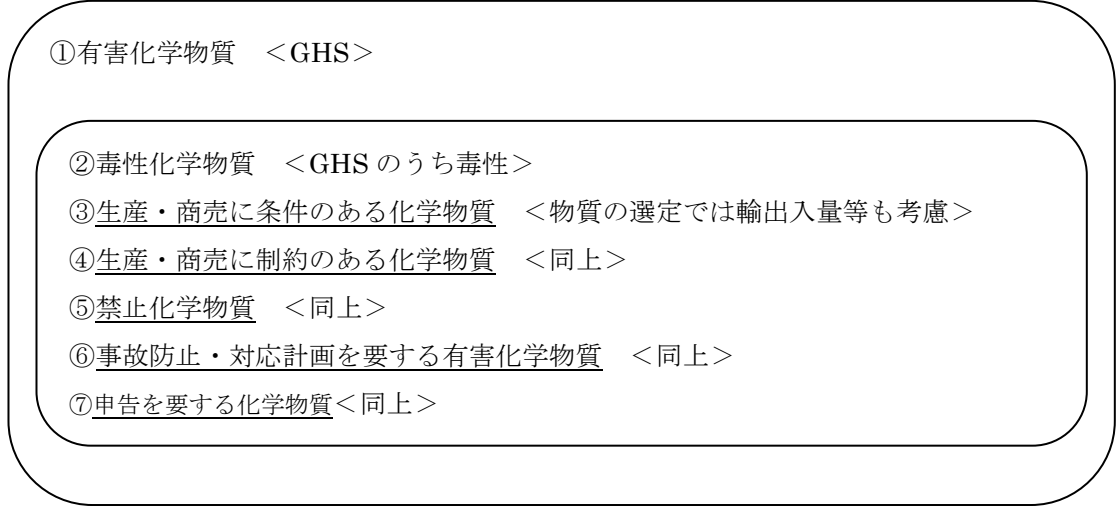 ①有害化学物質　＜GHS＞
②毒性化学物質　＜GHS のうち毒性＞
③生産・商売に条件のある化学物質　＜物質の選定では輸出入量等も考慮＞
④生産・商売に制約のある化学物質　＜同上＞
⑤禁止化学物質　＜同上＞
⑥事故防止・対応計画を要する有害化学物質　＜同上＞
⑦申告を要する化学物質＜同上＞